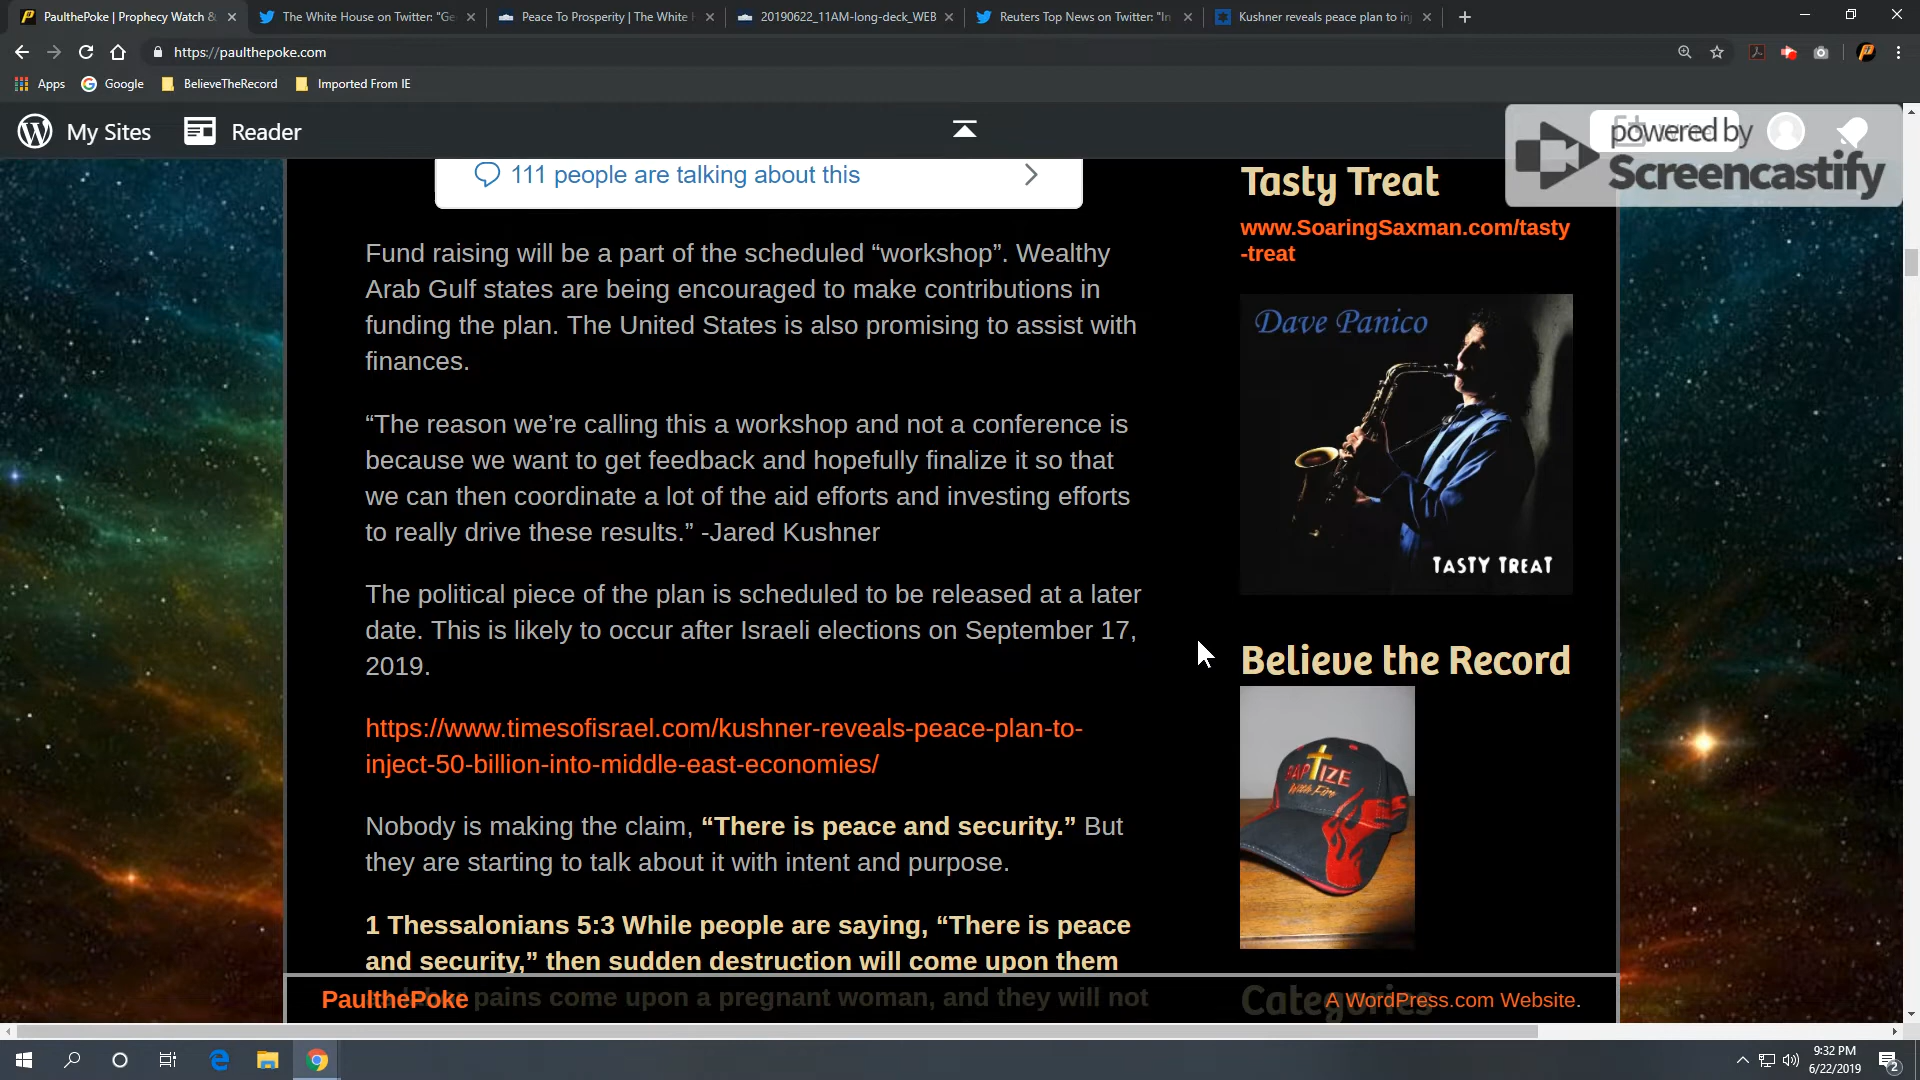 PaulthePoke | Prophecy Watch &
The White House on Twitter: "Ge
Peace To Prosperity | The White H
20190622_11AM-long-deck_WEB
Reuters Top News on Twitter: "In
Kushner reveals peace plan to inj
https://paulthepoke.com
Apps
Google
BelieveTheRecord
Imported From IE
My Sites
Reader
powered by
Screencastify
111 people are talking about this
Fund raising will be a part of the scheduled “workshop”. Wealthy
Arab Gulf states are being encouraged to make contributions in
funding the plan. The United States is also promising to assist with
finances.
“The reason we’re calling this a workshop and not a conference is
because we want to get feedback and hopefully finalize it so that
we can then coordinate a lot of the aid efforts and investing efforts
to really drive these results.” -Jared Kushner
The political piece of the plan is scheduled to be released at a later
date. This is likely to occur after Israeli elections on September 17,
2019.
https://www.timesofisrael.com/kushner-reveals-peace-plan-to-
inject-50-billion-into-middle-east-economies/
Nobody is making the claim, “There is peace and security.” But
they are starting to talk about it with intent and purpose.
1 Thessalonians 5:3 While people are saying, “There is peace
and security,” then sudden destruction will come upon them
pains come upon a pregnant woman, and they will not
Tasty Treat
www.SoaringSaxman.com/tasty
-treat
Dave Panico
TASTY TREAT
Believe the Record
BAPTIZE
With Fire
Categories
PaulthePoke
A WordPress.com Website.
9:32 PM
6/22/2019
2